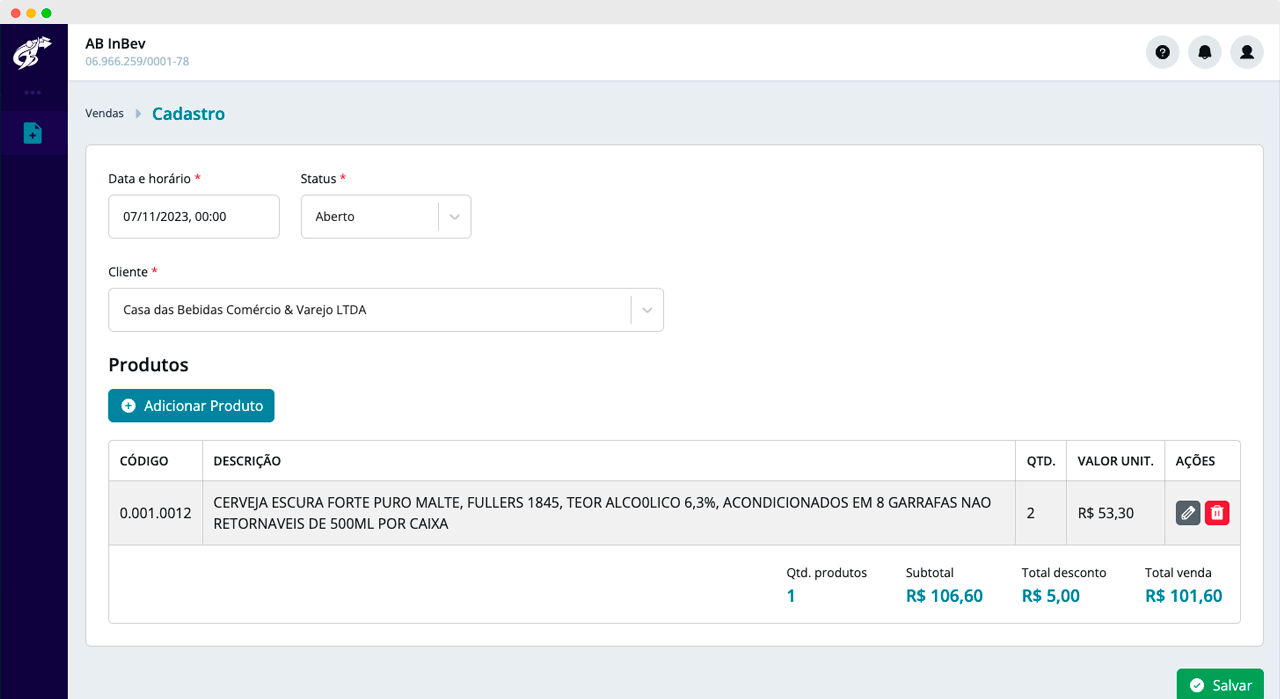 AB InBev
06.966.259/0001-78
Vendas Cadastro
Data e horário * Status *
07/11/2023, 00:00 Aberto
Cliente *
Casa das Bebidas Comércio & Varejo LTDA
Produtos
Adicionar Produto
CÓDIGO DESCRIÇÃO QTD. VALOR UNIT. AÇÕES
0.001.0012 CERVEJA ESCURA FORTE PURO MALTE, FULLERS 1845, TEOR ALCOÓLICO 6,3%, ACONDICIONADOS EM 8 GARRAFAS NAO 2 R$ 53,30
RETORNAVEIS DE 500ML POR CAIXA
Qtd. produtos Subtotal Total desconto Total venda
1 R$ 106,60 R$ 5,00 R$ 101,60
Salvar